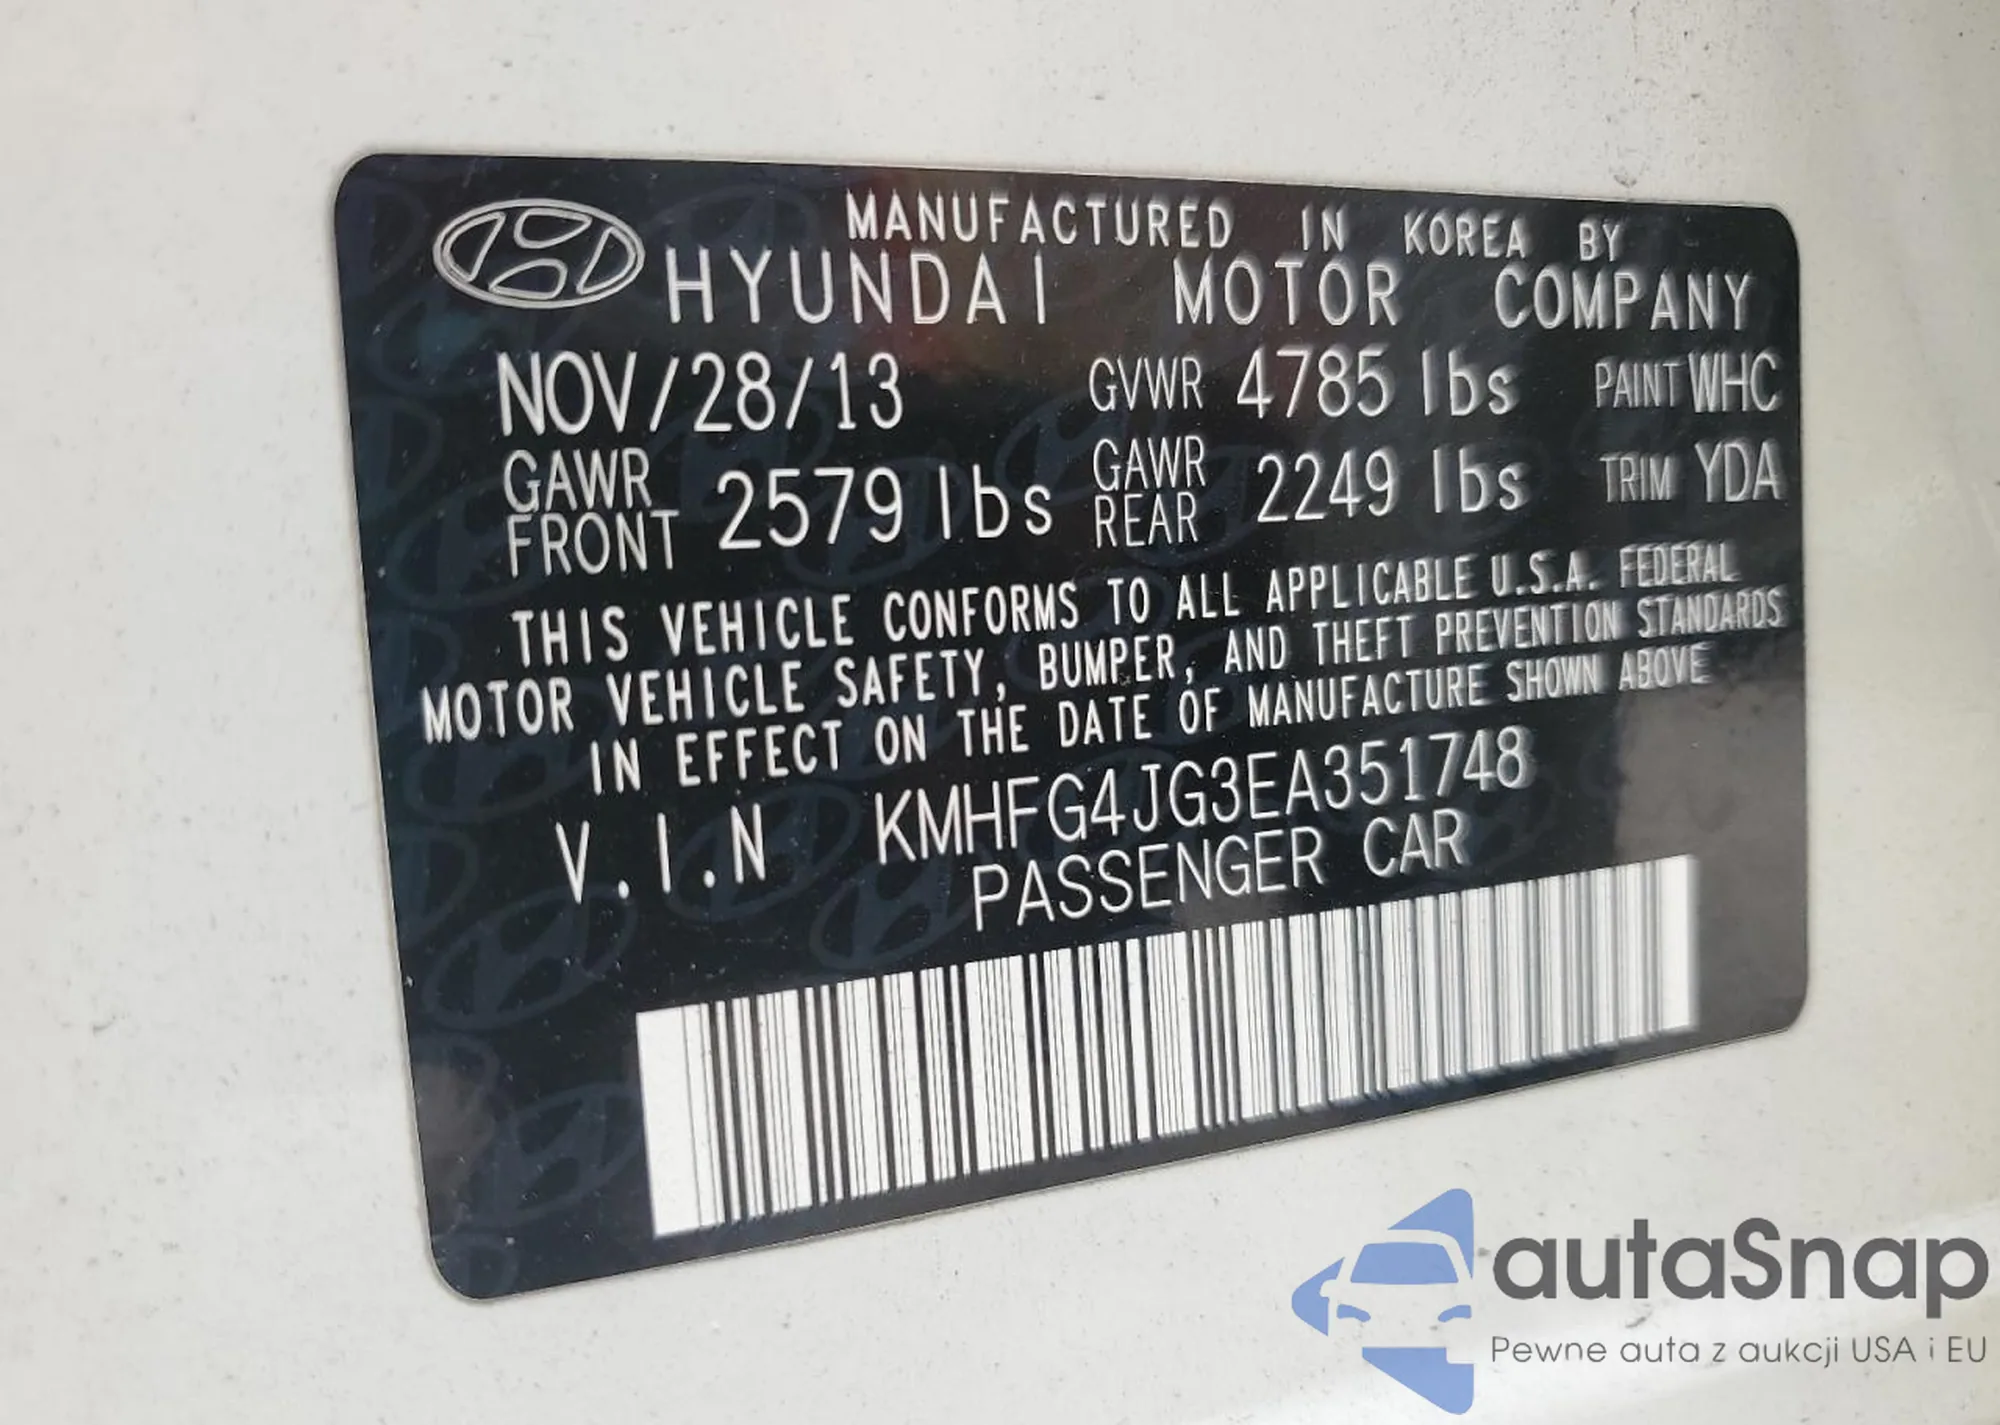 MANUFACTURED IN KOREA BY
HYUNDAI MOTOR COMPANY
NOV/28/13 GVWR 4785 lbs PAINT WHC
GAWR FRONT 2579 lbs GAWR REAR 2249 lbs TRIM YDA
THIS VEHICLE CONFORMS TO ALL APPLICABLE U.S.A. FEDERAL
MOTOR VEHICLE SAFETY, BUMPER, AND THEFT PREVENTION STANDARDS
IN EFFECT ON THE DATE OF MANUFACTURE SHOWN ABOVE
V.I.N KMHFG4JG3EA351748
PASSENGER CAR
autaSnap
Pewne auta z aukcji USA i EU